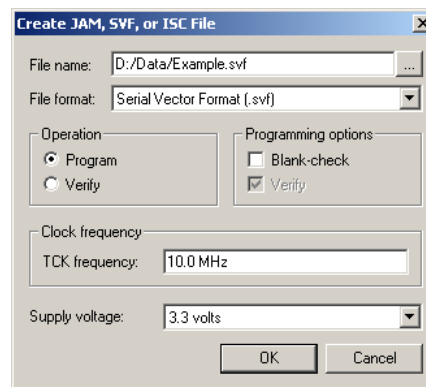 Create JAM, SVF, or ISC File
File name: D:/Data/Example.svf ...
File format: Serial Vector Format (.svf)
Operation
Program
Verify
Programming options
Blank-check
Verify
Clock frequency
TCK frequency: 10.0 MHz
Supply voltage: 3.3 volts
OK Cancel